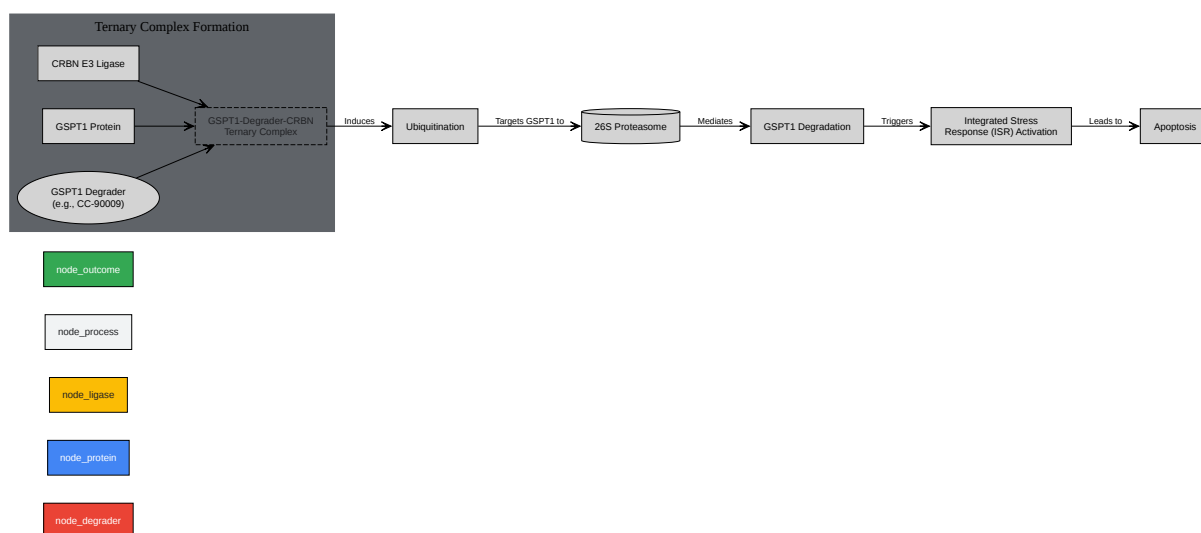 Ternary Complex Formation
CRBN E3 Ligase
GSPT1 Protein
GSPT1 Degrader
(e.g., CC-90009)
GSPT1-Degrader-CRBN
Ternary Complex
Induces
Ubiquitination
Targets GSPT1 to
26S Proteasome
Mediates
GSPT1 Degradation
Triggers
Integrated Stress
Response (ISR) Activation
Leads to
Apoptosis
node_outcome
node_process
node_ligase
node_protein
node_degrader